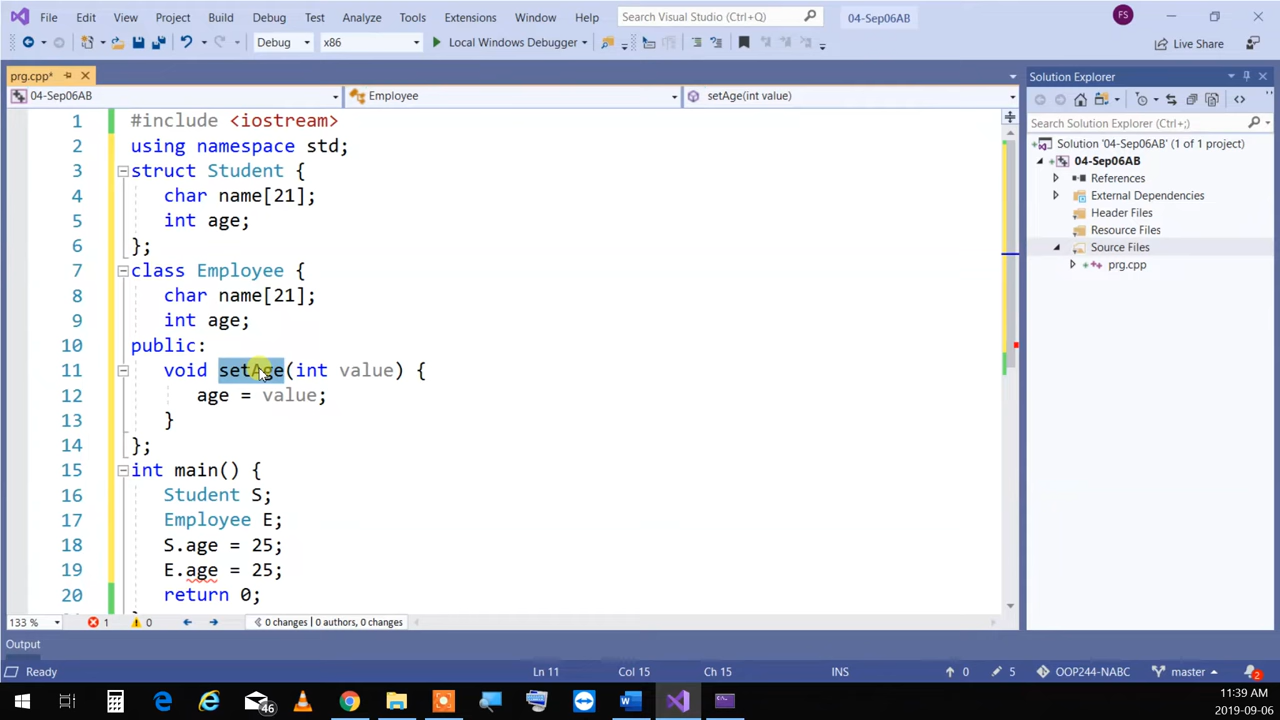 File Edit View Project Build Debug Test Analyze Tools Extensions Window Help Search Visual Studio (Ctrl+Q) 04-Sep06AB FS
Debug x86 Local Windows Debugger Live Share
prg.cpp*
04-Sep06AB Employee setAge(int value)
1 #include <iostream>
2 using namespace std;
3 struct Student {
4 char name[21];
5 int age;
6 };
7 class Employee {
8 char name[21];
9 int age;
10 public:
11 void setAge(int value) {
12 age = value;
13 }
14 };
15 int main() {
16 Student S;
17 Employee E;
18 S.age = 25;
19 E.age = 25;
20 return 0;
133 % 1 0 0 changes | 0 authors, 0 changes
Output
Ready Ln 11 Col 15 Ch 15 INS 0 5 OOP244-NABC master 2
Solution Explorer
Search Solution Explorer (Ctrl+;)
Solution '04-Sep06AB' (1 of 1 project)
04-Sep06AB
References
External Dependencies
Header Files
Resource Files
Source Files
prg.cpp
46
11:39 AM
2019-09-06